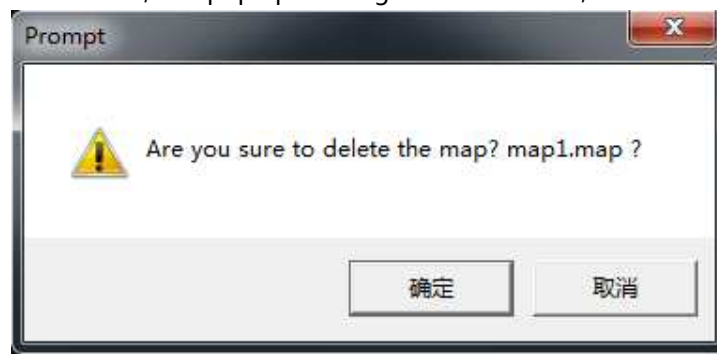 Prompt
Are you sure to delete the map? map1.map ?
确定
取消